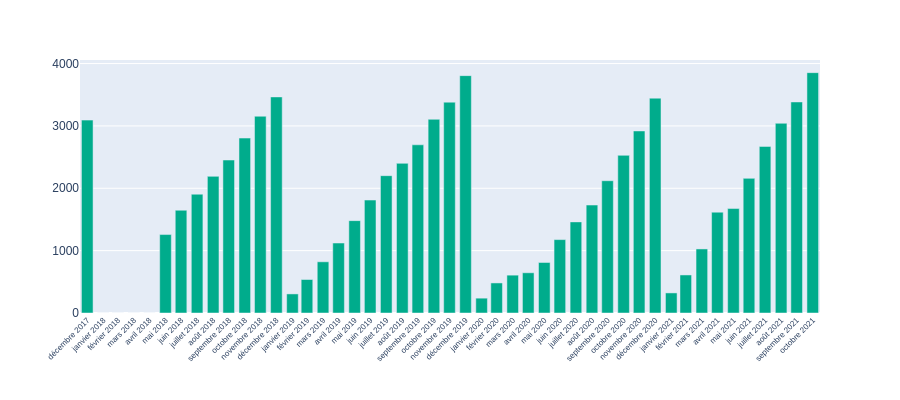 4000
3000
2000
1000
0
décembre 2017
janvier 2018
février 2018
mars 2018
avril 2018
mai 2018
juin 2018
juillet 2018
août 2018
septembre 2018
octobre 2018
novembre 2018
décembre 2018
janvier 2019
février 2019
mars 2019
avril 2019
mai 2019
juin 2019
juillet 2019
août 2019
septembre 2019
octobre 2019
novembre 2019
décembre 2019
janvier 2020
février 2020
mars 2020
avril 2020
mai 2020
juin 2020
juillet 2020
août 2020
septembre 2020
octobre 2020
novembre 2020
décembre 2020
janvier 2021
février 2021
mars 2021
avril 2021
mai 2021
juin 2021
juillet 2021
août 2021
septembre 2021
octobre 2021